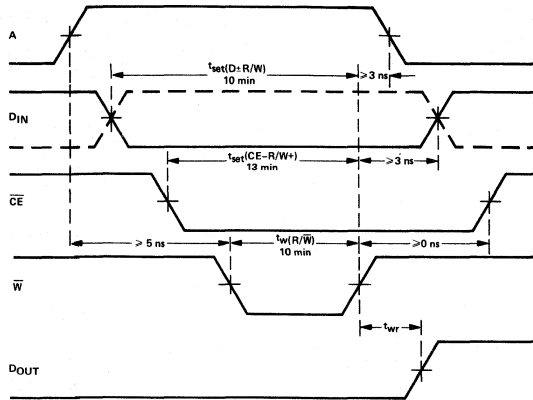 A
tset(D±R/W)
10 min
≥3 ns
DIN
tset(CE−R/W+)
13 min
≥3 ns
CE
≥ 5 ns
tw(R/W)
10 min
≥0 ns
W
twr
DOUT